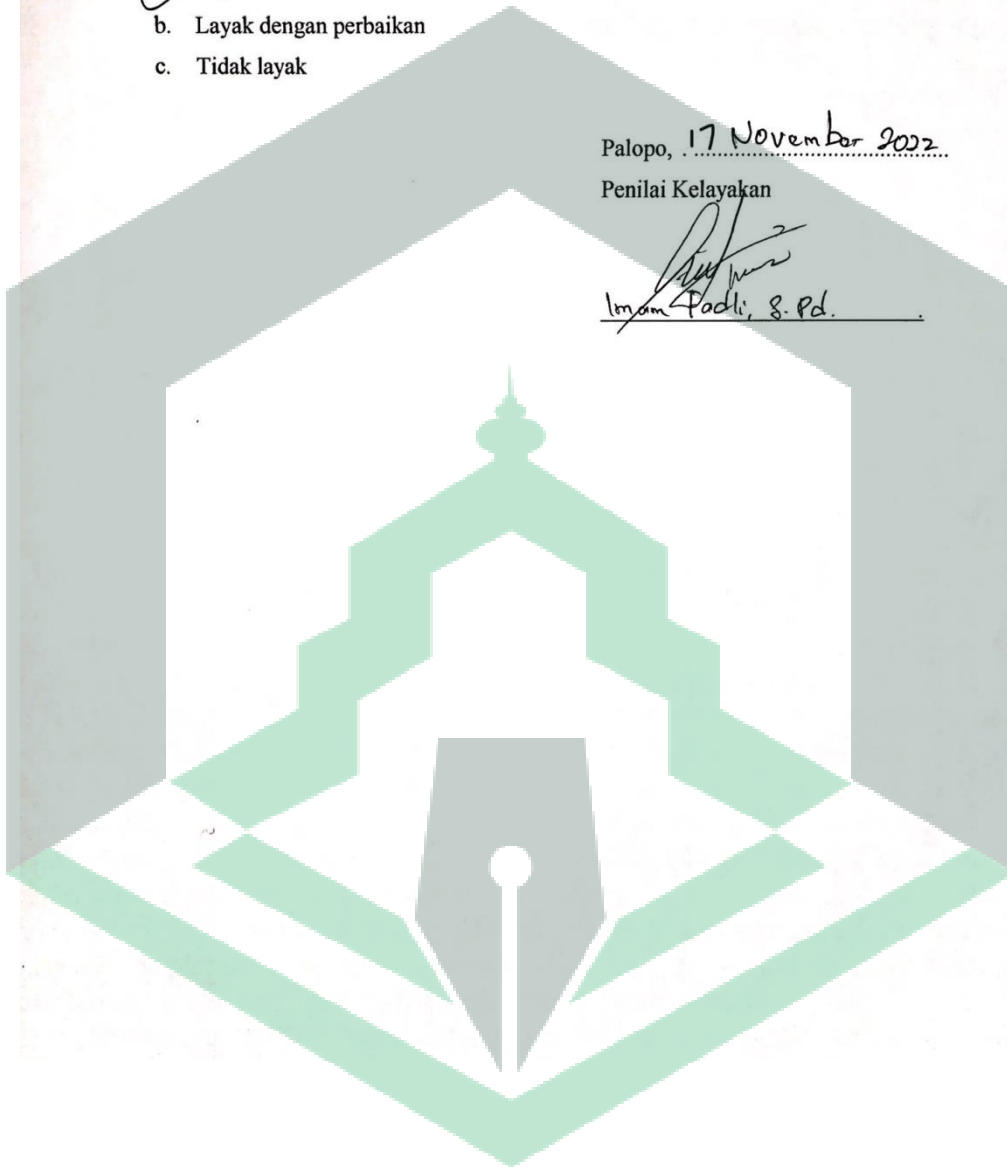 b. Layak dengan perbaikan
c. Tidak layak
Palopo, 17 November 2022
Penilai Kelayakan
Imam Padli, S.Pd.